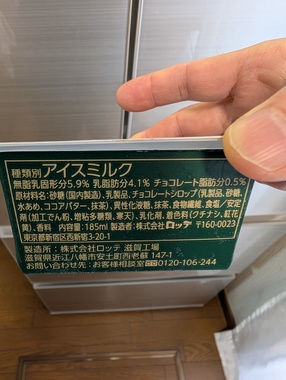 種類別 アイスミルク
無脂乳固形分5.9% 乳脂肪分4.1% チョコレート脂肪分0.5%
原材料名:砂糖(国内製造)、乳製品、チョコレートシロップ(乳製品、砂糖、
水あめ、ココアバター、抹茶)、異性化液糖、抹茶、食物繊維、食塩/安定
剤(加工でん粉、増粘多糖類、寒天)、乳化剤、着色料(クチナシ、紅花
黄)、香料 内容量:185ml 製造者:株式会社ロッテ 〒160-0023
東京都新宿区西新宿3-20-1
製造所:株式会社ロッテ 滋賀工場
滋賀県近江八幡市安土町西老蘇 147-1
お問い合わせ先:お客様相談室 0120-106-244